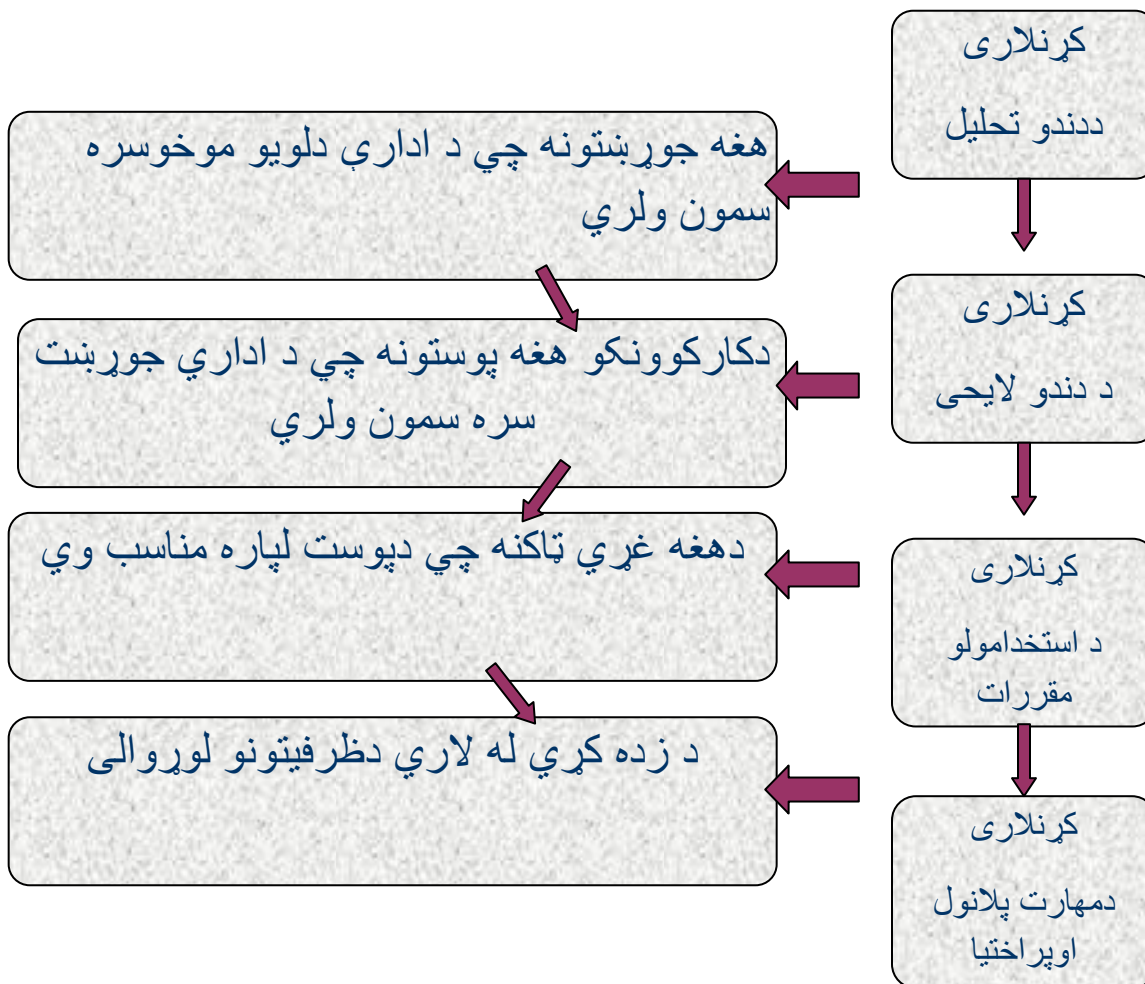 کړنلاری
ددندو تحلیل
هغه جوړښتونه چي د ادارې دلویو موخوسره
سمون ولري
کړنلاری
د دندو لایحی
دکارکوونکو هغه پوستونه چي د اداري جوړښت
سره سمون ولري
کړنلاری
د استخدامولو
مقررات
دهغه غړي ټاکنه چي دپوست لپاره مناسب وي
کړنلاری
دمهارت پلانول
اوپراختیا
د زده کړي له لاري دظرفیتونو لوړوالی